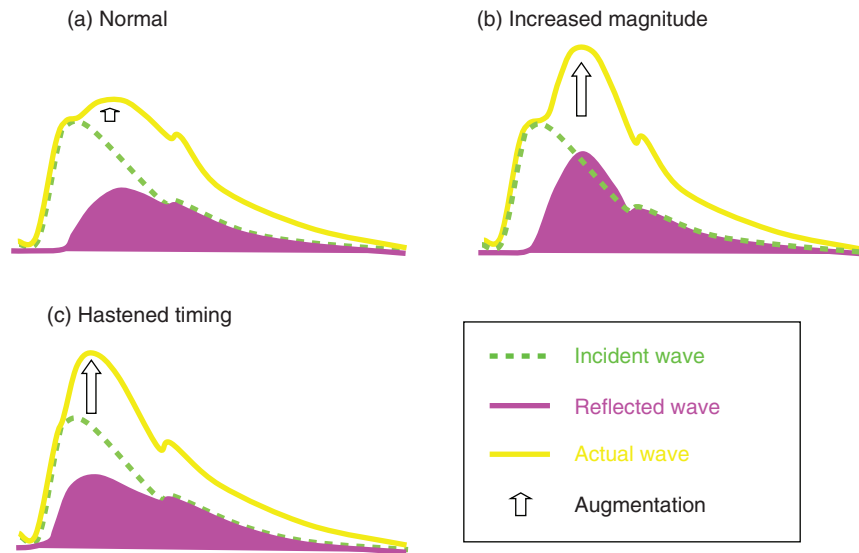 (a) Normal
(b) Increased magnitude
(c) Hastened timing
Incident wave
Reflected wave
Actual wave
Augmentation